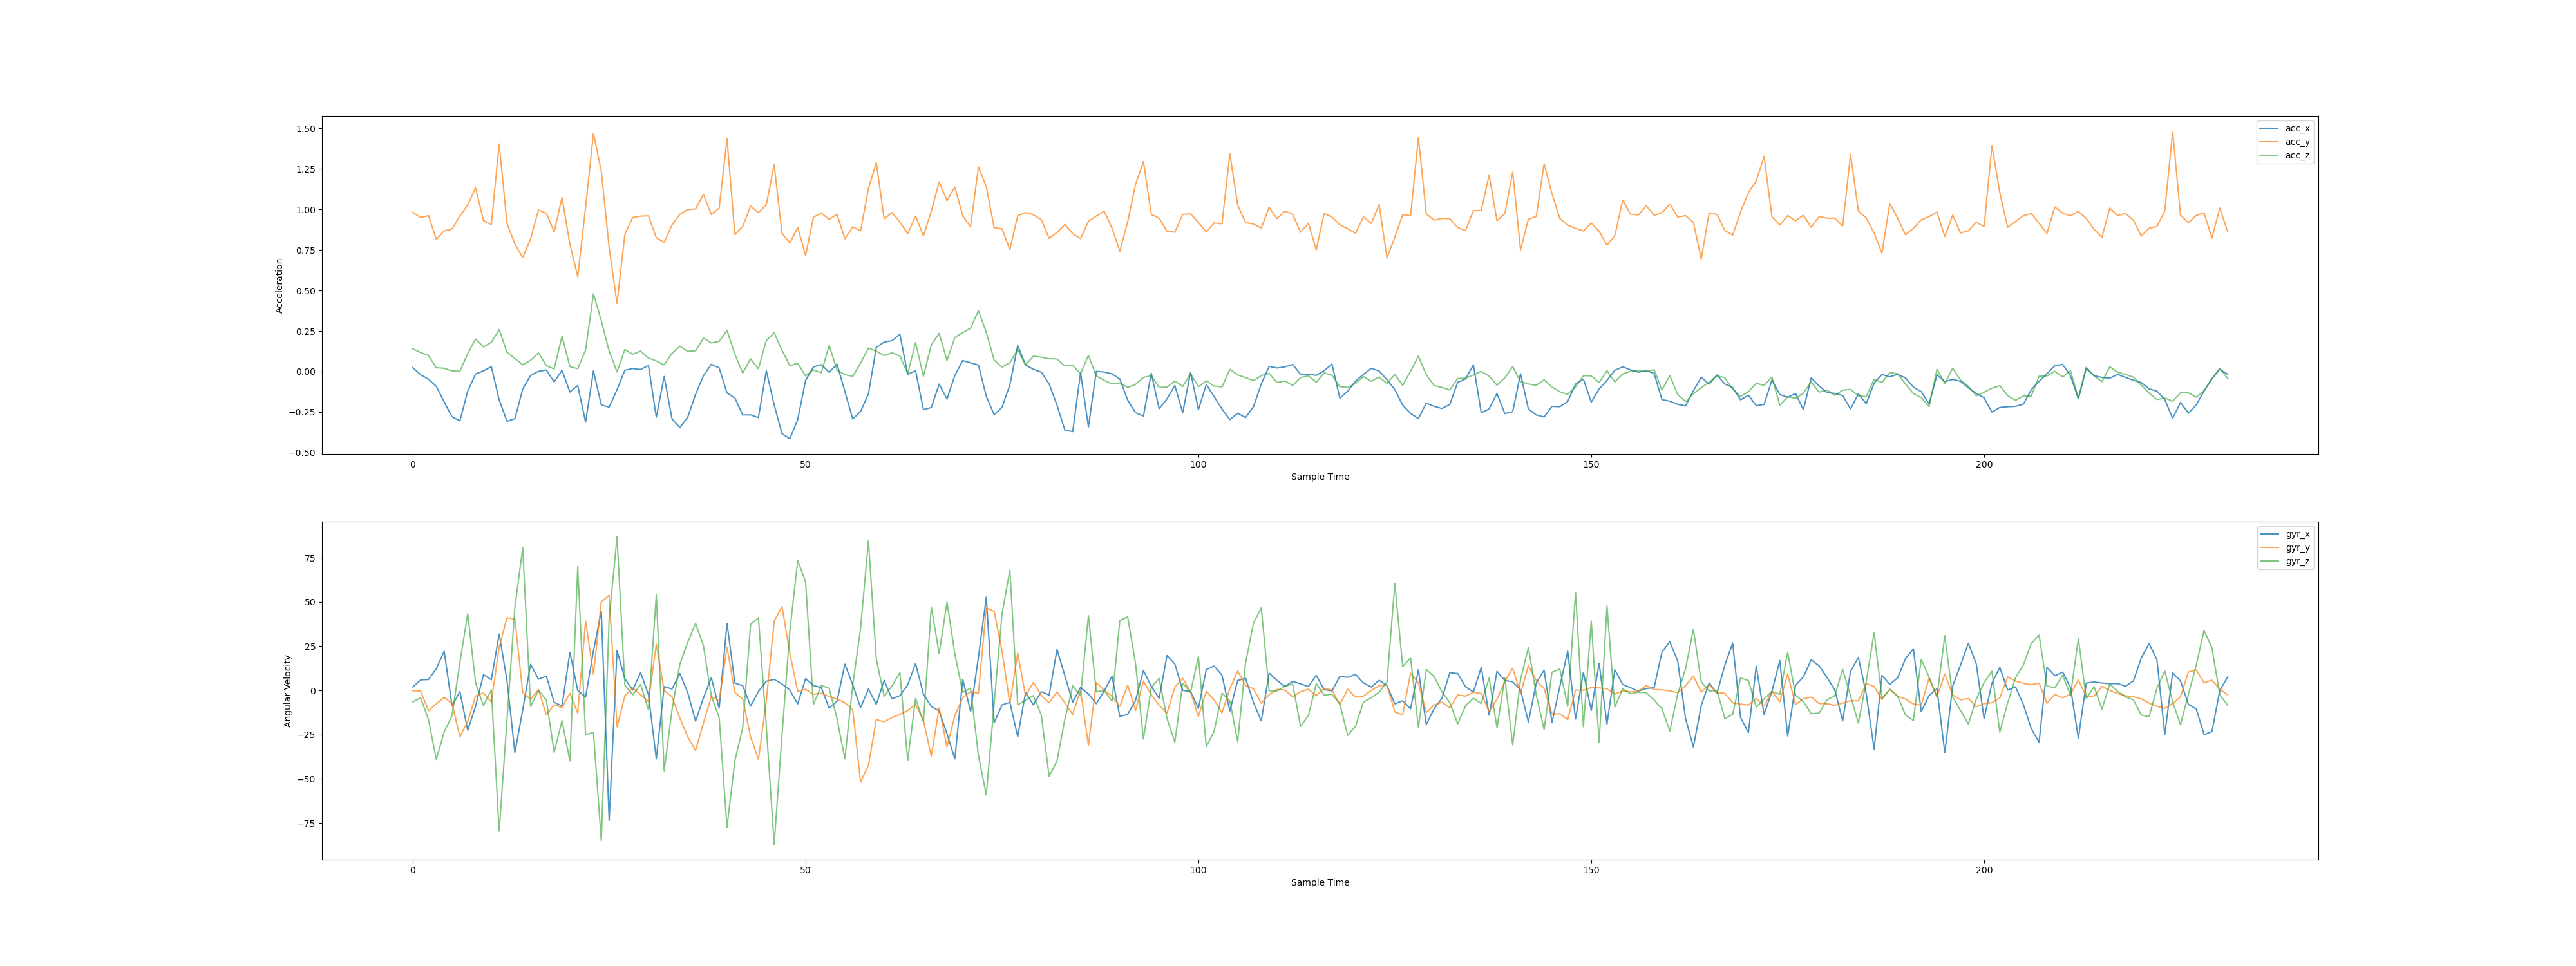 1.50
1.25
1.00
0.75
0.50
0.25
0.00
−0.25
−0.50
Acceleration
acc_x
acc_y
acc_z
0 50 100 150 200
Sample Time
75
50
25
0
−25
−50
−75
Angular Velocity
gyr_x
gyr_y
gyr_z
0 50 100 150 200
Sample Time